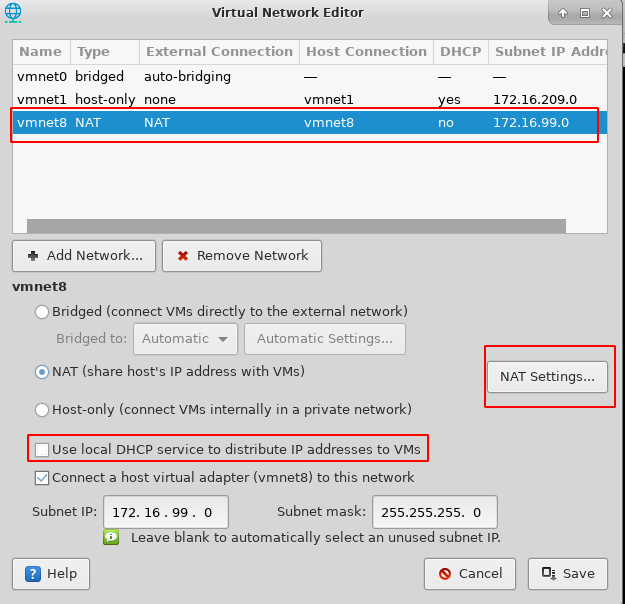 Virtual Network Editor
Name Type External Connection Host Connection DHCP Subnet IP Addre
vmnet0 bridged auto-bridging — — —
vmnet1 host-only none vmnet1 yes 172.16.209.0
vmnet8 NAT NAT vmnet8 no 172.16.99.0
Add Network... Remove Network
vmnet8
Bridged (connect VMs directly to the external network)
Bridged to: Automatic Automatic Settings...
NAT (share host's IP address with VMs) NAT Settings...
Host-only (connect VMs internally in a private network)
Use local DHCP service to distribute IP addresses to VMs
Connect a host virtual adapter (vmnet8) to this network
Subnet IP: 172. 16 . 99 . 0 Subnet mask: 255.255.255. 0
Leave blank to automatically select an unused subnet IP.
? Help Cancel Save